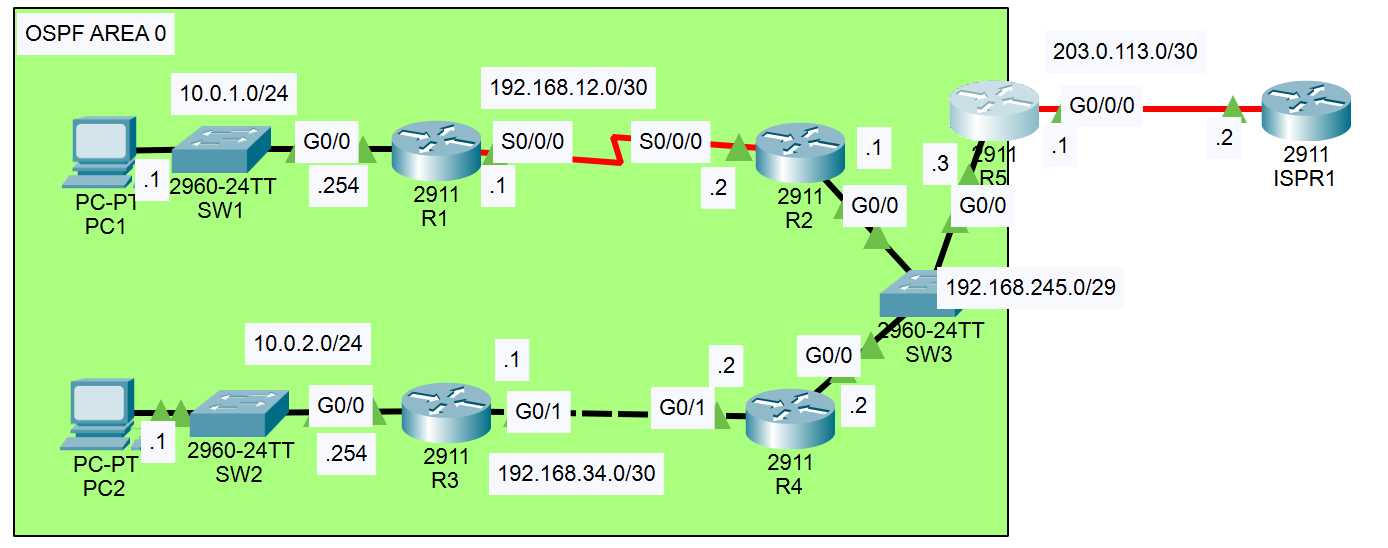 OSPF AREA 0
203.0.113.0/30
10.0.1.0/24
192.168.12.0/30
G0/0/0
.1
.2
2911
ISPR1
G0/0
S0/0/0
S0/0/0
.1
.3
2911
R5
.1
PC-PT
PC1
2960-24TT
SW1
.254
2911
R1
.1
.2
2911
R2
G0/0
G0/0
192.168.245.0/29
2960-24TT
SW3
10.0.2.0/24
.1
.2
G0/0
G0/0
G0/1
G0/1
.2
.1
PC-PT
PC2
2960-24TT
SW2
.254
2911
R3
192.168.34.0/30
2911
R4